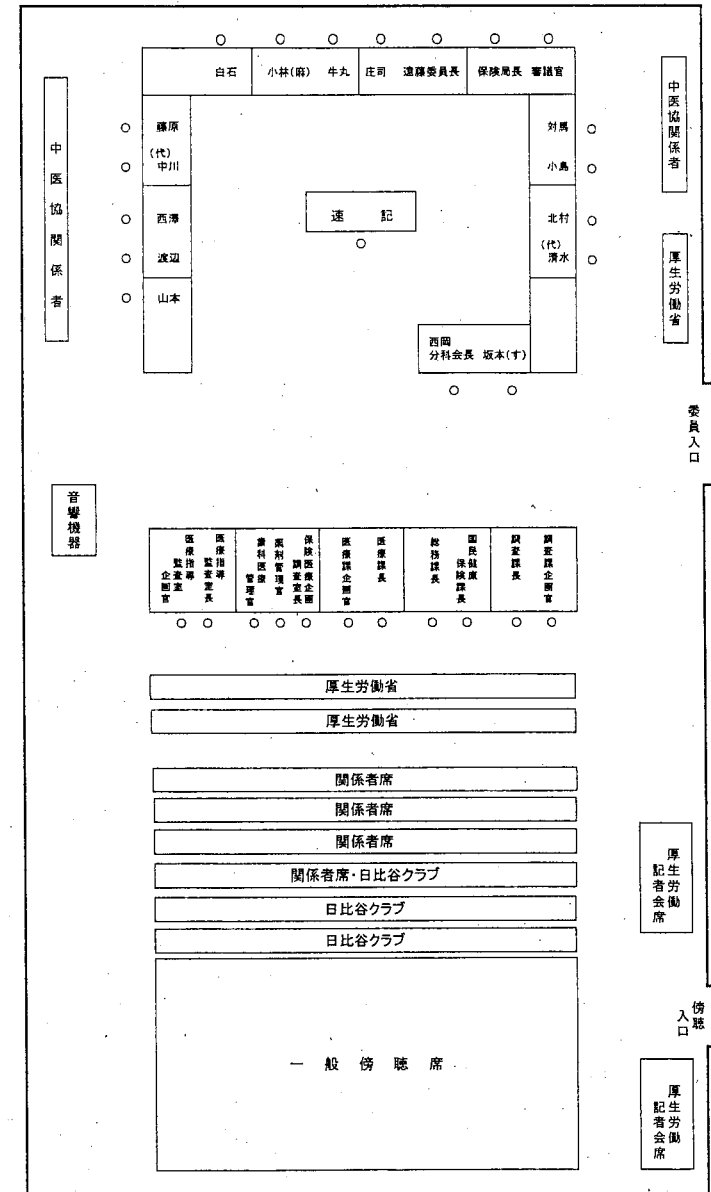 白石 小林(麻) 牛丸 庄司 遠藤委員長 保険局長 審議官
中医協関係者
藤原
(代)
中川
西澤
渡辺
山本
速 記
対馬
小島
北村
(代)
清水
西岡
分科会長 坂本(す)
中医協関係者
厚生労働省
委員入口
音響機器
医療指導
監査室
企画官
医療指導
監査室長
歯科医療
管理官
薬剤管理官
保険医療企画
調査室長
医療課企画官
医療課長
総務課長
国民健康
保険課長
調査課長
調査課企画官
厚生労働省
厚生労働省
関係者席
関係者席
関係者席
関係者席・日比谷クラブ
日比谷クラブ
日比谷クラブ
厚生労働
記者会席
傍聴
入口
一 般 傍 聴 席
厚生労働
記者会席